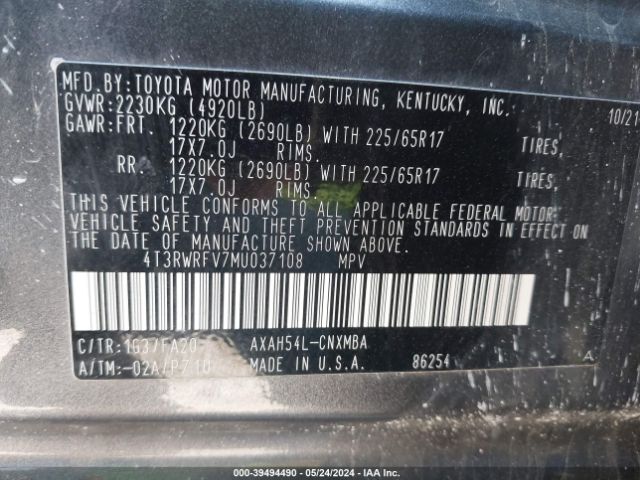 MFD.BY:TOYOTA MOTOR MANUFACTURING, KENTUCKY, INC.
GVWR:2230KG (4920LB) 10/21
GAWR:FRT. 1220KG (2690LB) WITH 225/65R17 TIRES,
17X7.0J RIMS.
RR. 1220KG (2690LB) WITH 225/65R17 TIRES,
17X7.0J RIMS.
THIS VEHICLE CONFORMS TO ALL APPLICABLE FEDERAL MOTOR
VEHICLE SAFETY AND THEFT PREVENTION STANDARDS IN EFFECT ON
THE DATE OF MANUFACTURE SHOWN ABOVE.
4T3RWRFV7MU037108 MPV
C/TR:1G37FA20 AXAH54L-CNXMBA
A/TM:-02A/P710 MADE IN U.S.A. 86254 A
000-39494490 - 05/24/2024 - IAA Inc.